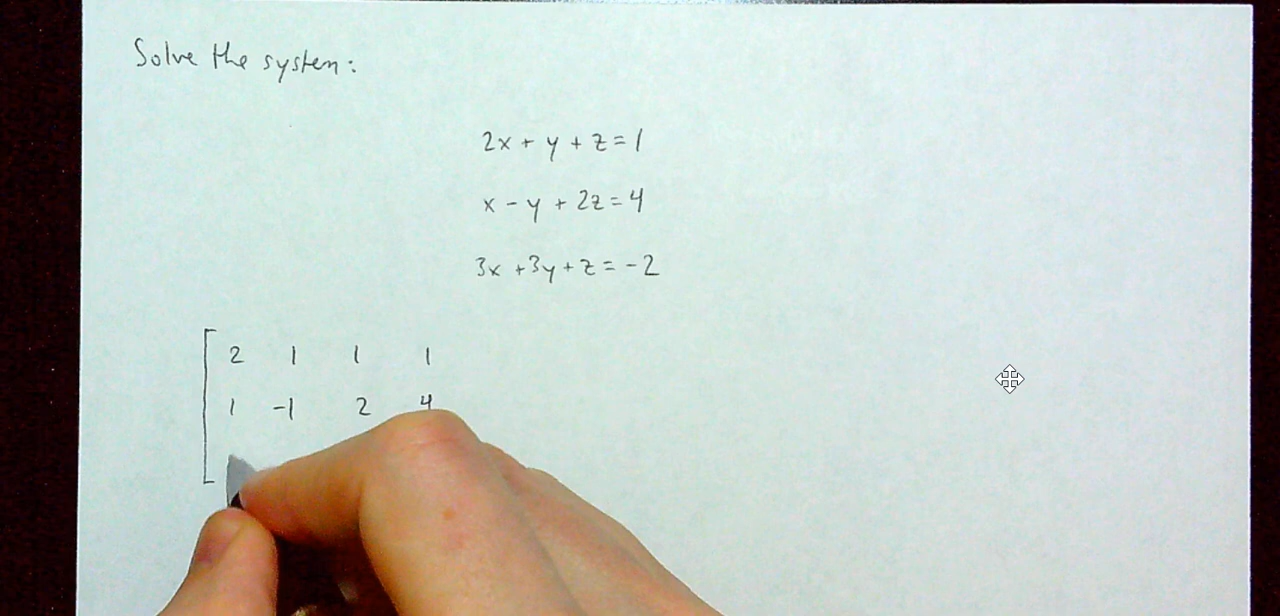 Solve the system:
2x + y + z = 1
x - y + 2z = 4
3x + 3y + z = -2
2 1 1 1
1 -1 2 4